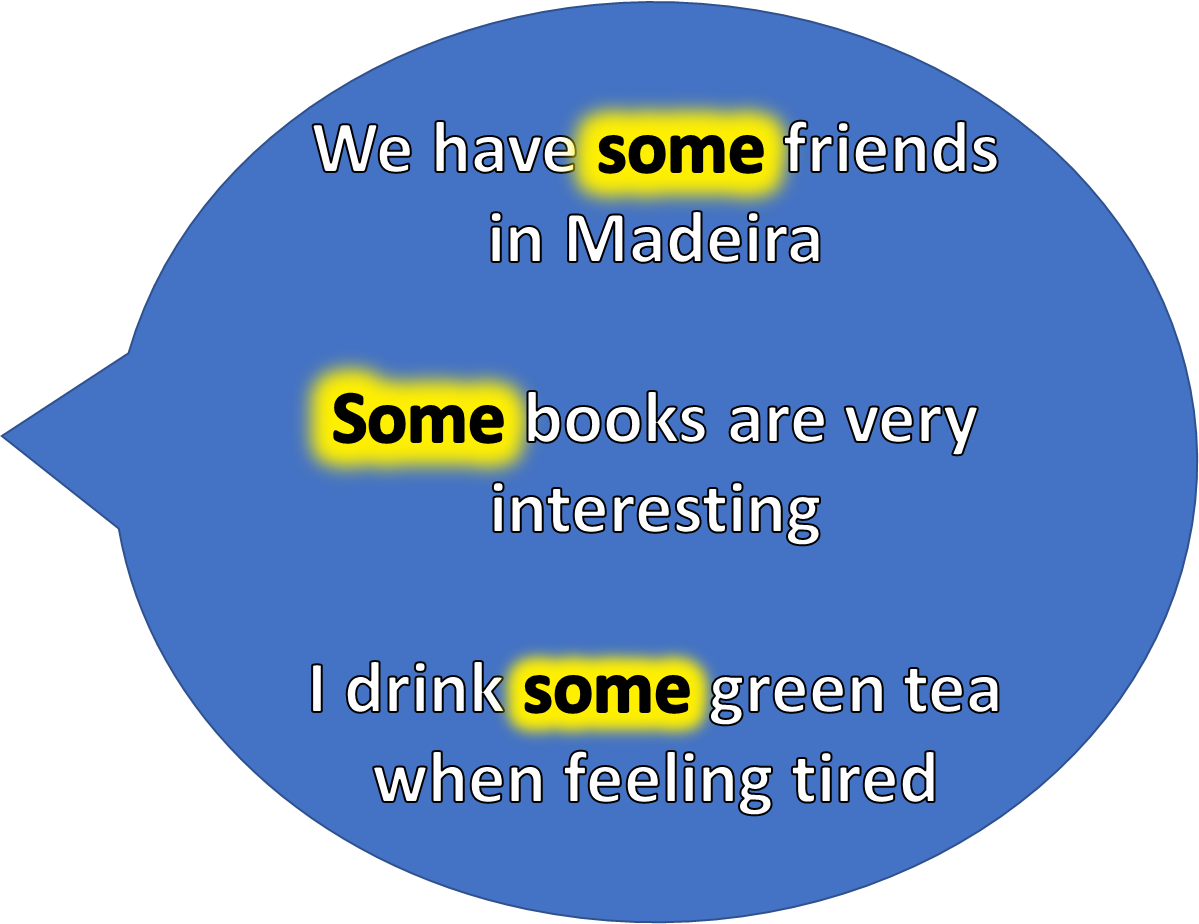 We have some friends
in Madeira
Some books are very
interesting
I drink some green tea
when feeling tired